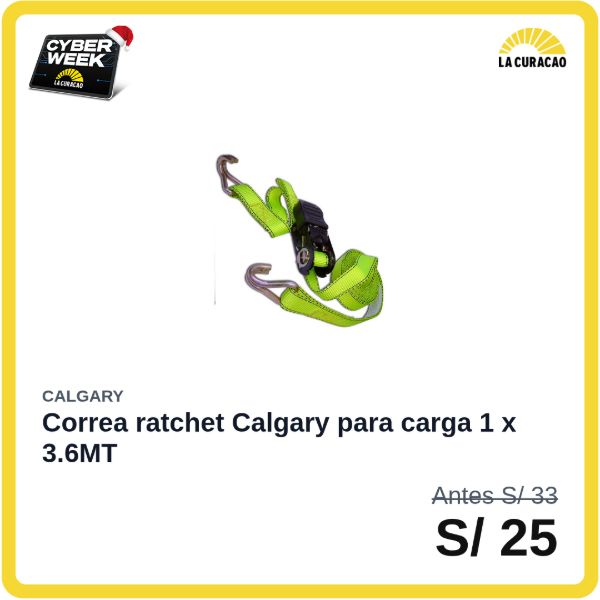 CYBER
WEEK
LA CURACAO
LA CURACAO
CALGARY
Correa ratchet Calgary para carga 1 x
3.6MT
Antes S/ 33
S/ 25